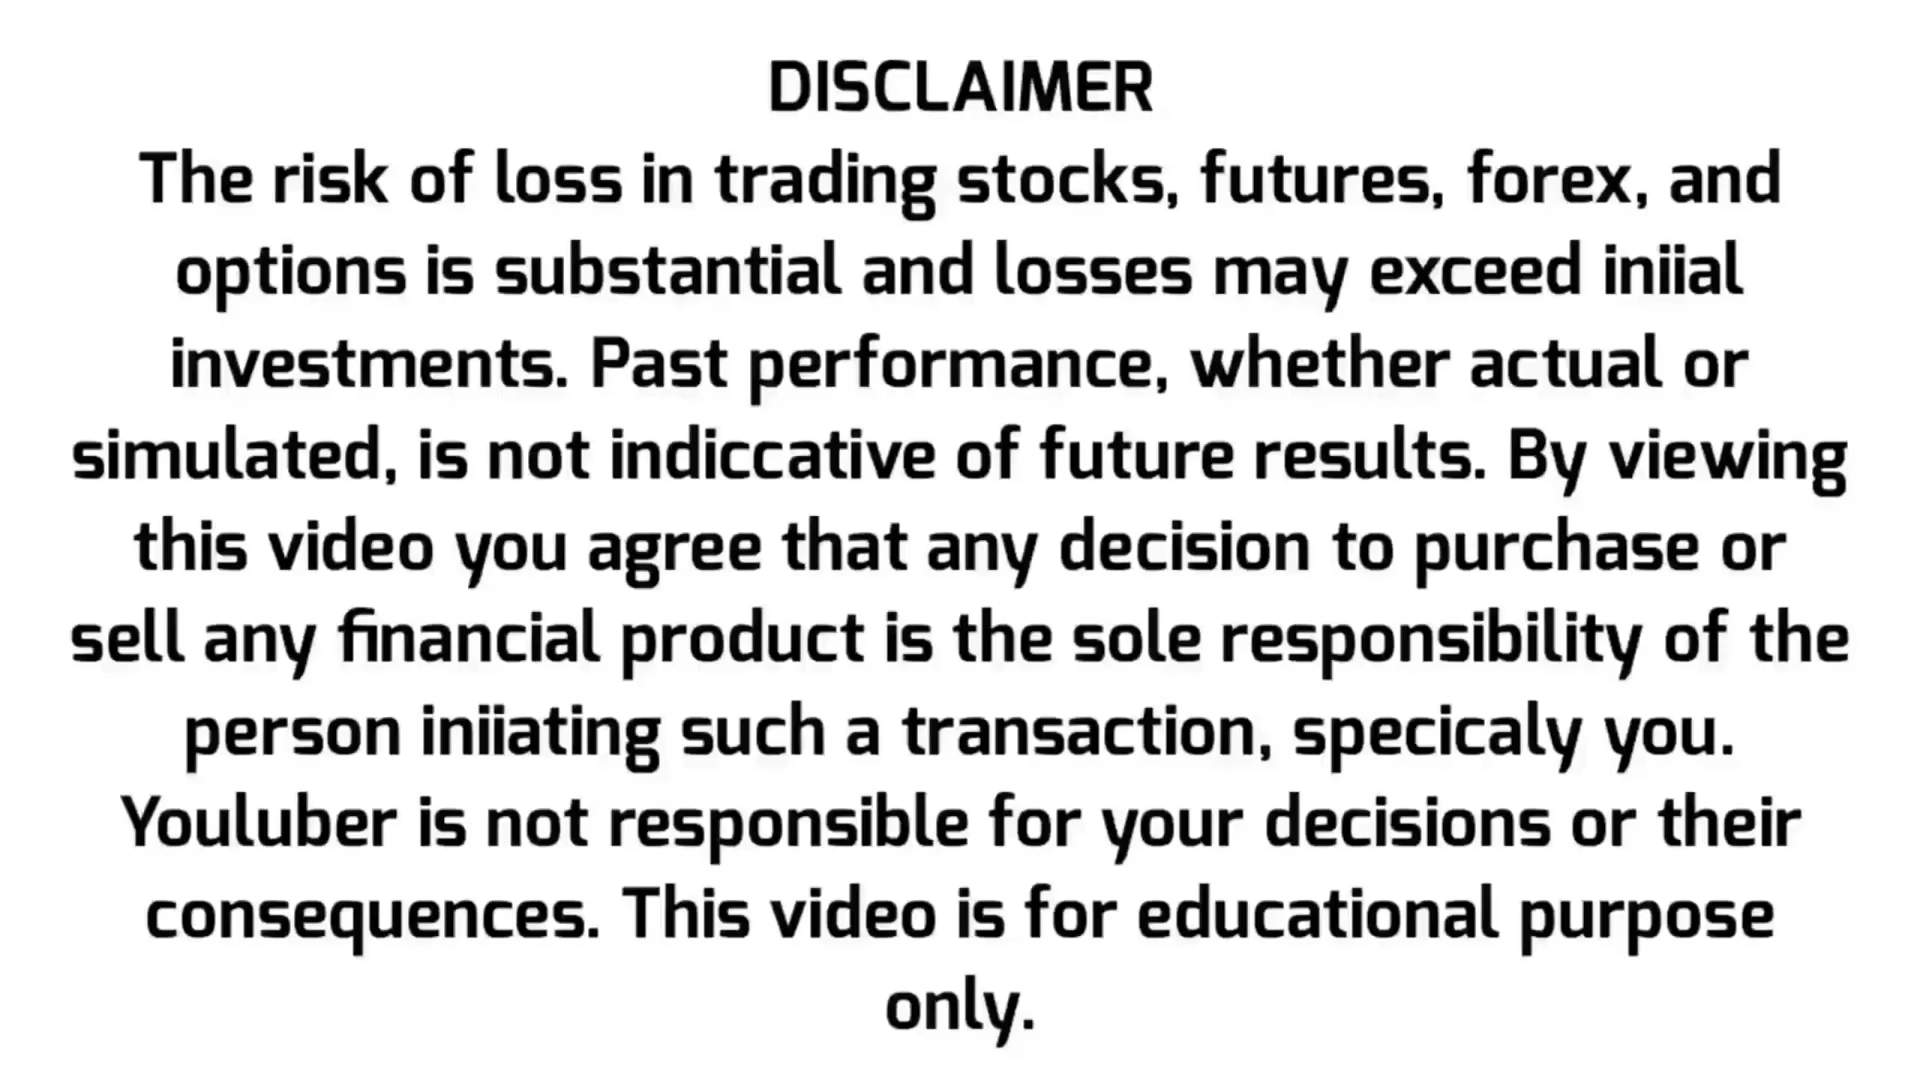 DISCLAIMER
The risk of loss in trading stocks, futures, forex, and
options is substantial and losses may exceed iniial
investments. Past performance, whether actual or
simulated, is not indiccative of future results. By viewing
this video you agree that any decision to purchase or
sell any financial product is the sole responsibility of the
person iniiating such a transaction, specicaly you.
Youluber is not responsible for your decisions or their
consequences. This video is for educational purpose
only.